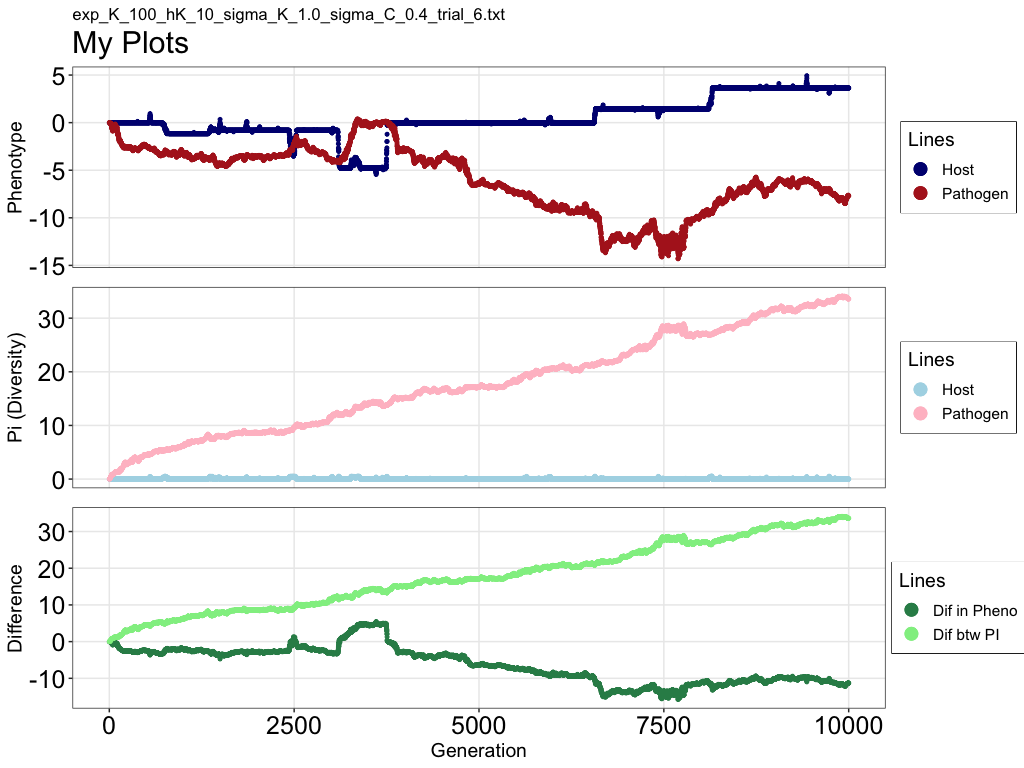 exp_K_100_hK_10_sigma_K_1.0_sigma_C_0.4_trial_6.txt
My Plots
Phenotype
5
0
-5
-10
-15
Lines
Host
Pathogen
Pi (Diversity)
30
20
10
0
Lines
Host
Pathogen
Difference
30
20
10
0
-10
Lines
Dif in Pheno
Dif btw PI
0 2500 5000 7500 10000
Generation